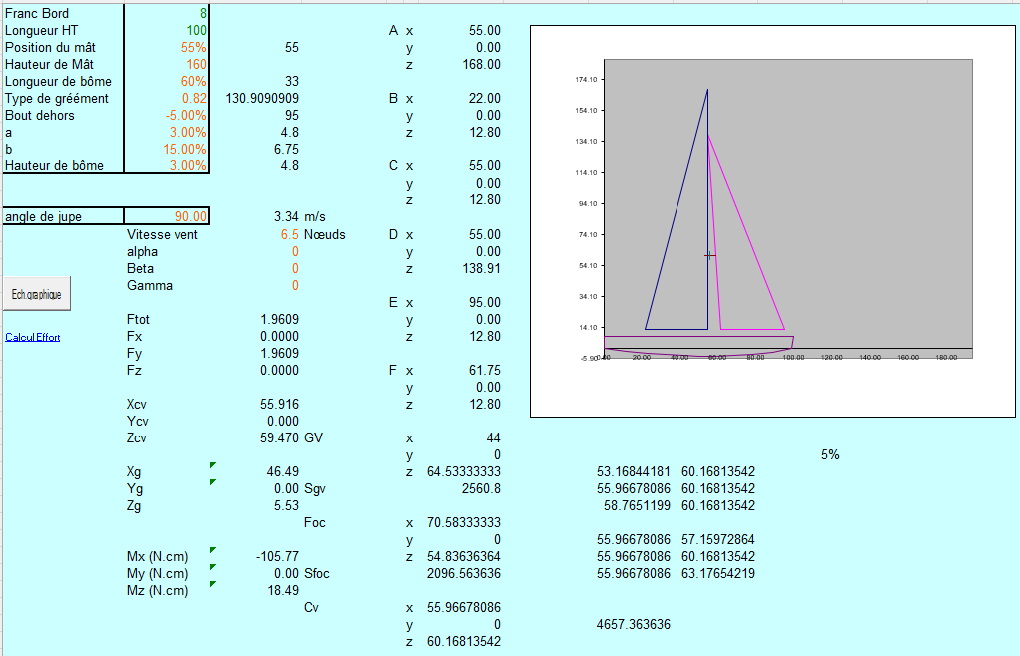 Franc Bord 8
Longueur HT 100 A x 55.00
Position du mât 55% 55 y 0.00
Hauteur de Mât 160 z 168.00
Longueur de bôme 60% 33
Type de gréément 0.82 130.9090909 B x 22.00
Bout dehors -5.00% 95 y 0.00
a 3.00% 4.8 z 12.80
b 15.00% 6.75
Hauteur de bôme 3.00% 4.8 C x 55.00
y 0.00
z 12.80
angle de jupe 90.00 3.34 m/s
Vitesse vent 6.5 Nœuds D x 55.00
alpha 0 y 0.00
Beta 0 z 138.91
Gamma 0
Ech.graphique
E x 95.00
Ftot 1.9609 y 0.00
Calcul Effort Fx 0.0000 z 12.80
Fy 1.9609
Fz 0.0000 F x 61.75
y 0.00
Xcv 55.916 z 12.80
Ycv 0.000
Zcv 59.470 GV x 44
y 0 5%
Xg 46.49 z 64.53333333 53.16844181 60.16813542
Yg 0.00 Sgv 2560.8 55.96678086 60.16813542
Zg 5.53 58.7651199 60.16813542
Foc x 70.58333333
y 0 55.96678086 57.15972864
Mx (N.cm) -105.77 z 54.83636364 55.96678086 60.16813542
My (N.cm) 0.00 Sfoc 2096.563636 55.96678086 63.17654219
Mz (N.cm) 18.49
Cv x 55.96678086
y 0 4657.363636
z 60.16813542
174.10
154.10
134.10
114.10
94.10
74.10
54.10
34.10
14.10
-5.90
0.00 20.00 40.00 60.00 80.00 100.00 120.00 140.00 160.00 180.00